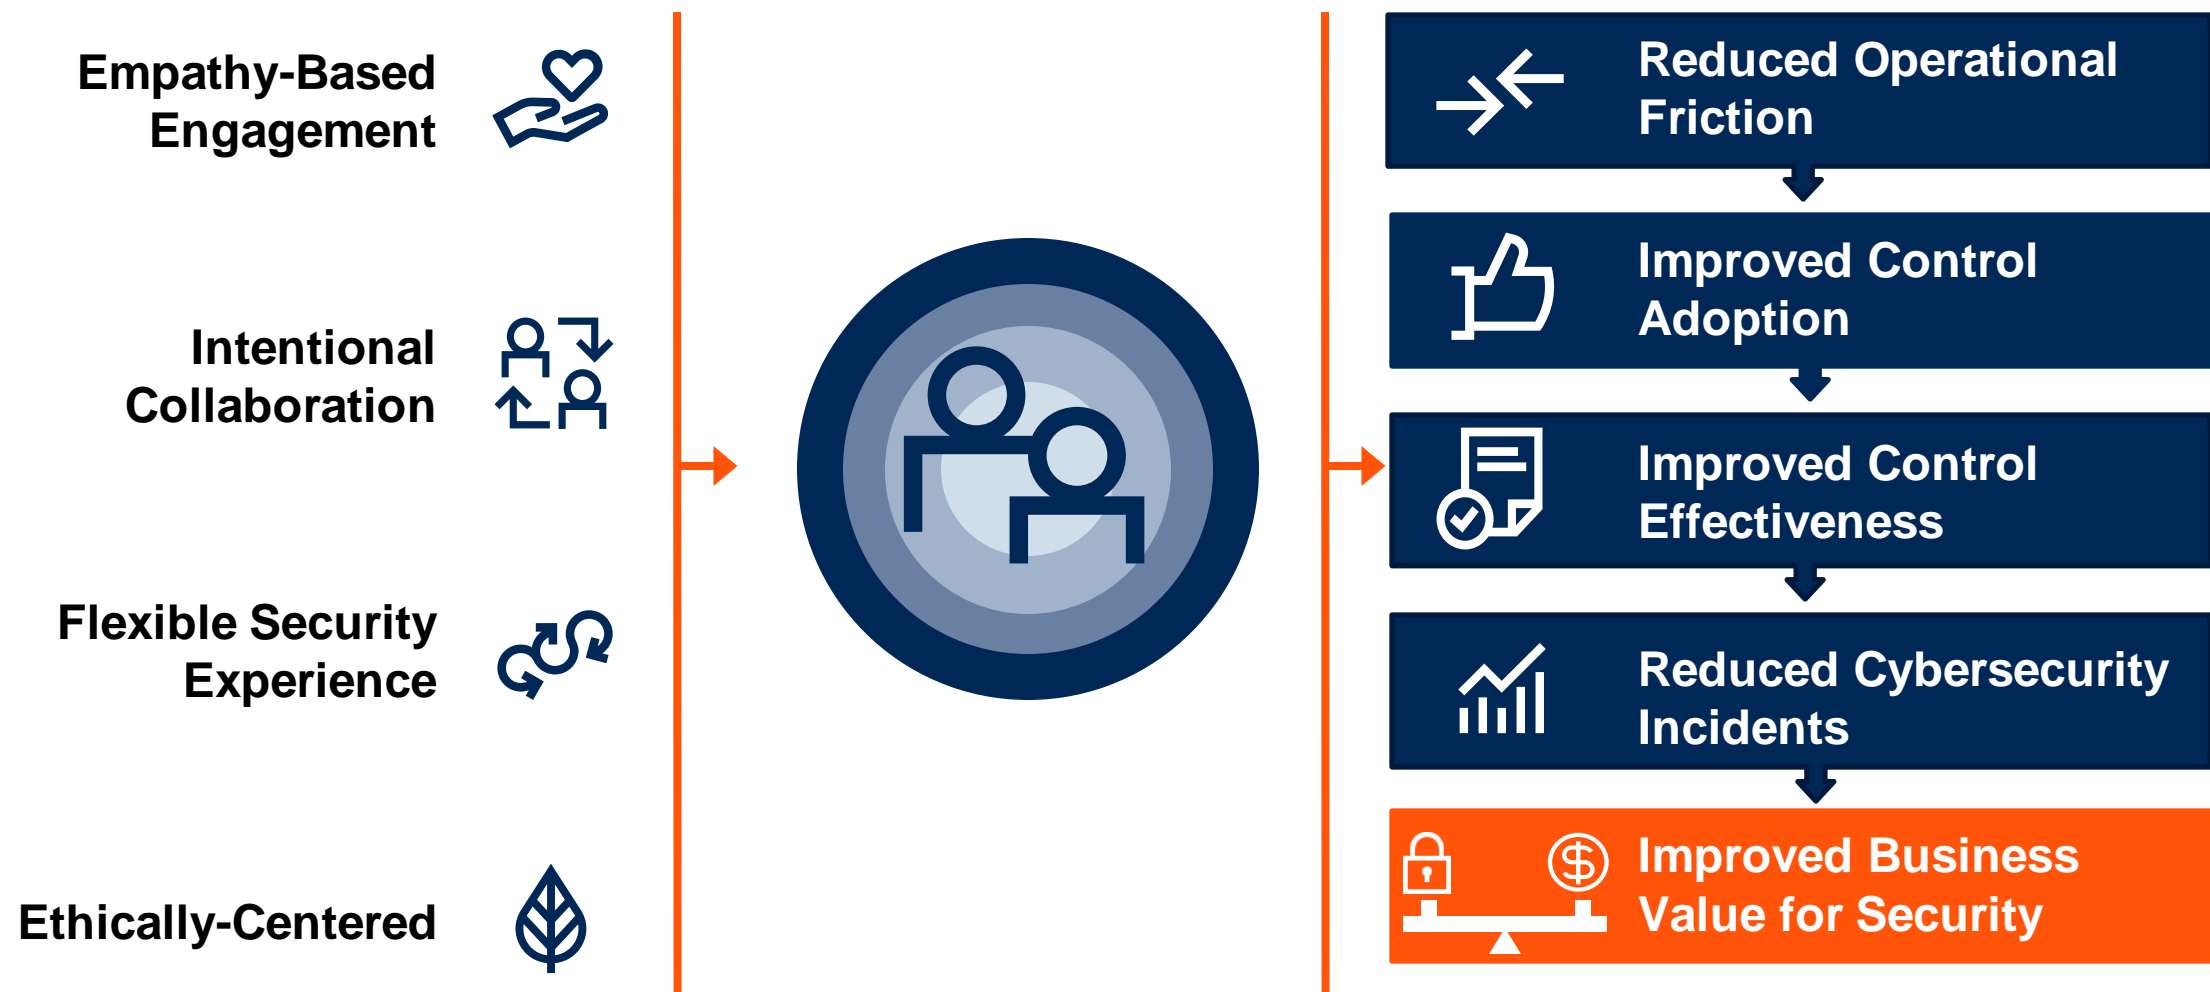 Empathy-Based
Engagement
Intentional
Collaboration
Flexible Security
Experience
Ethically-Centered
Reduced Operational
Friction
Improved Control
Adoption
Improved Control
Effectiveness
Reduced Cybersecurity
Incidents
$
Improved Business
Value for Security